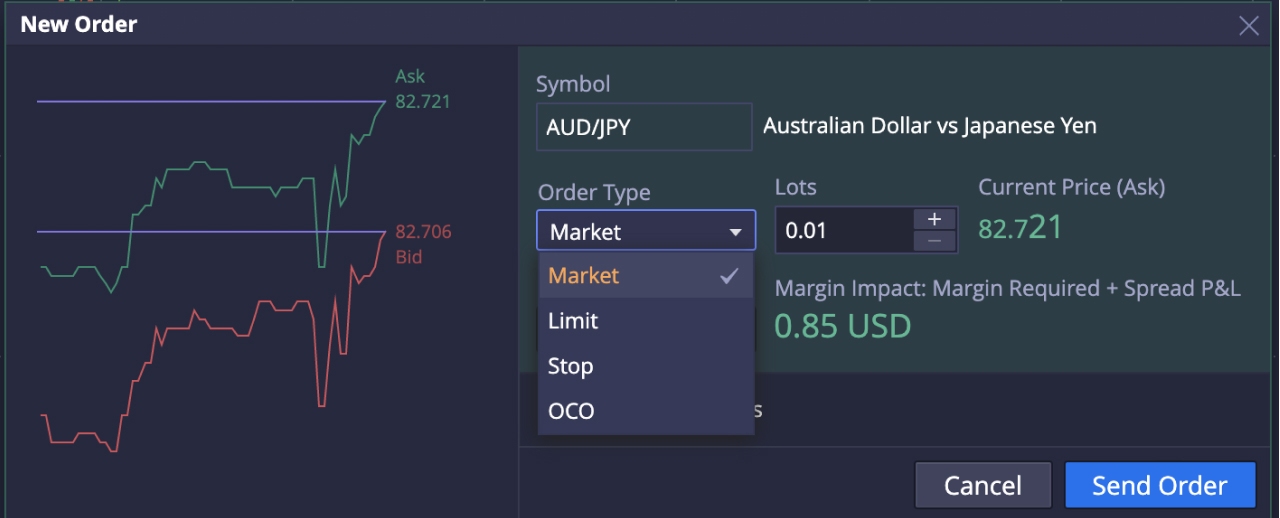 New Order
Ask
82.721
82.706
Bid
Symbol
AUD/JPY
Australian Dollar vs Japanese Yen
Order Type
Market
Market
Limit
Stop
OCO
Lots
0.01
+
−
Current Price (Ask)
82.721
Margin Impact: Margin Required + Spread P&L
0.85 USD
s
Cancel
Send Order